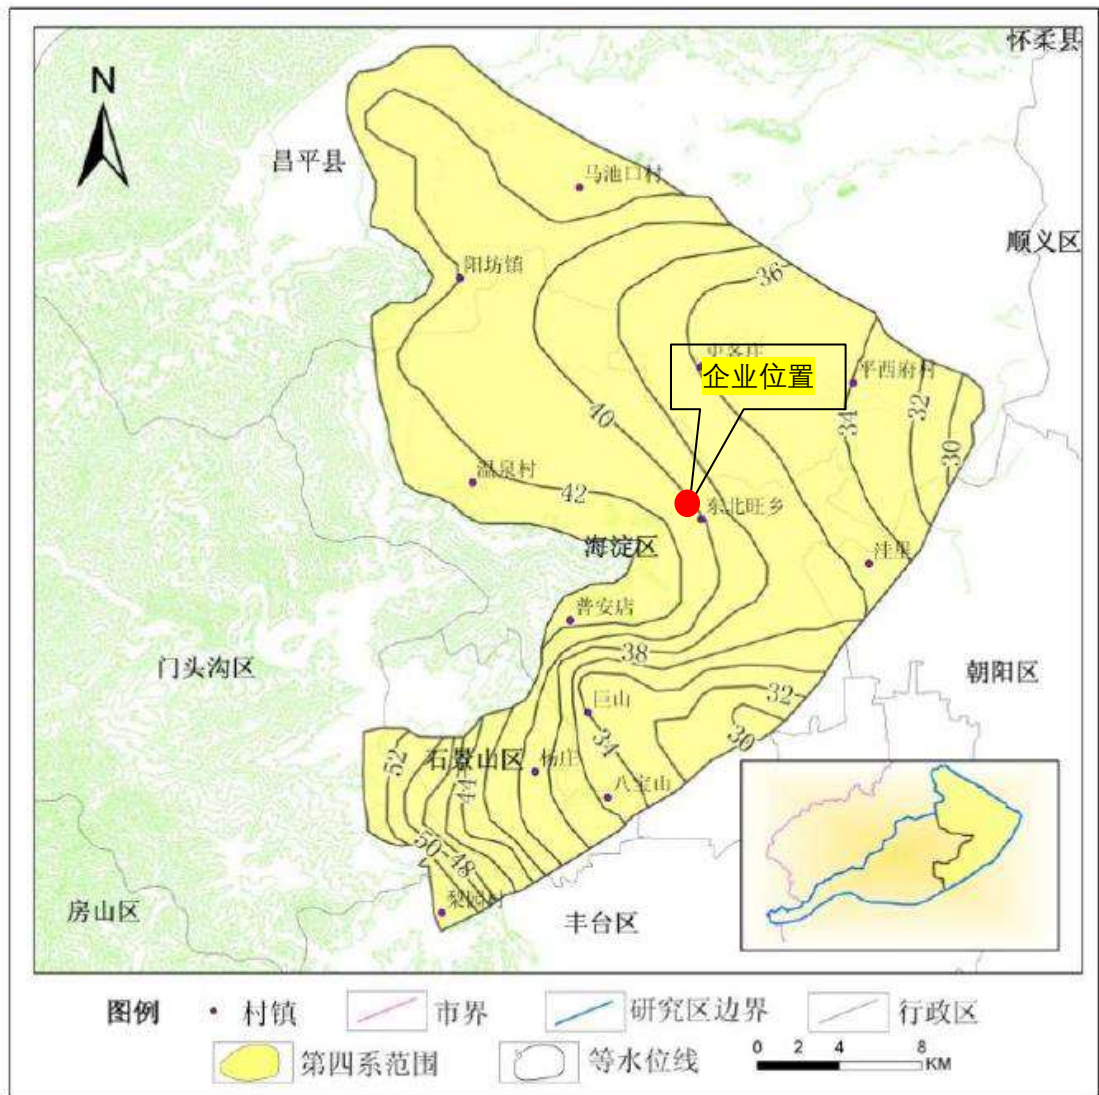 怀柔县
N
昌平县
马池口村
顺义区
阳坊镇
36
企业位置
平西府村
32
34
40
30
温泉村
42
东北旺乡
海淀区
洼里
普安店
38
门头沟区
朝阳区
32
巨山
34
30
52
石景山区
杨庄
44
八宝山
50
48
梨园村
房山区
丰台区
图例
村镇
市界
研究区边界
行政区
第四系范围
等水位线
0 2 4 8
KM